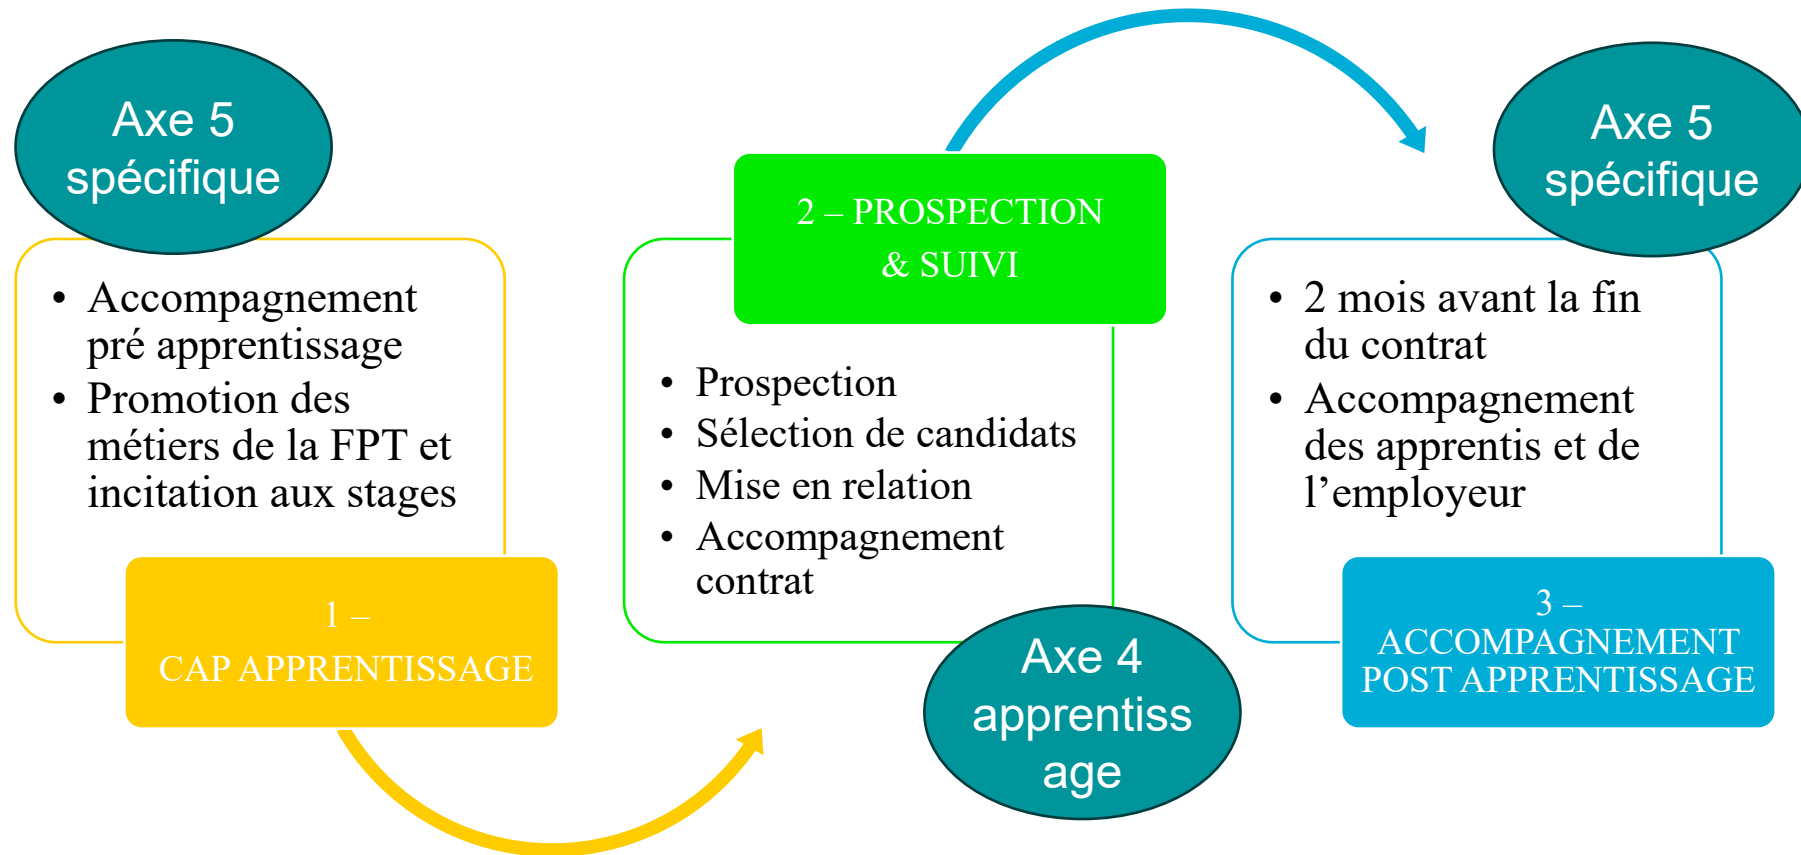 Axe 5
spécifique
• Accompagnement
pré apprentissage
• Promotion des
métiers de la FPT et
incitation aux stages
1 –
CAP APPRENTISSAGE
2 – PROSPECTION
& SUIVI
• Prospection
• Sélection de candidats
• Mise en relation
• Accompagnement
contrat
Axe 4
apprentiss
age
Axe 5
spécifique
• 2 mois avant la fin
du contrat
• Accompagnement
des apprentis et de
l’employeur
3 –
ACCOMPAGNEMENT
POST APPRENTISSAGE